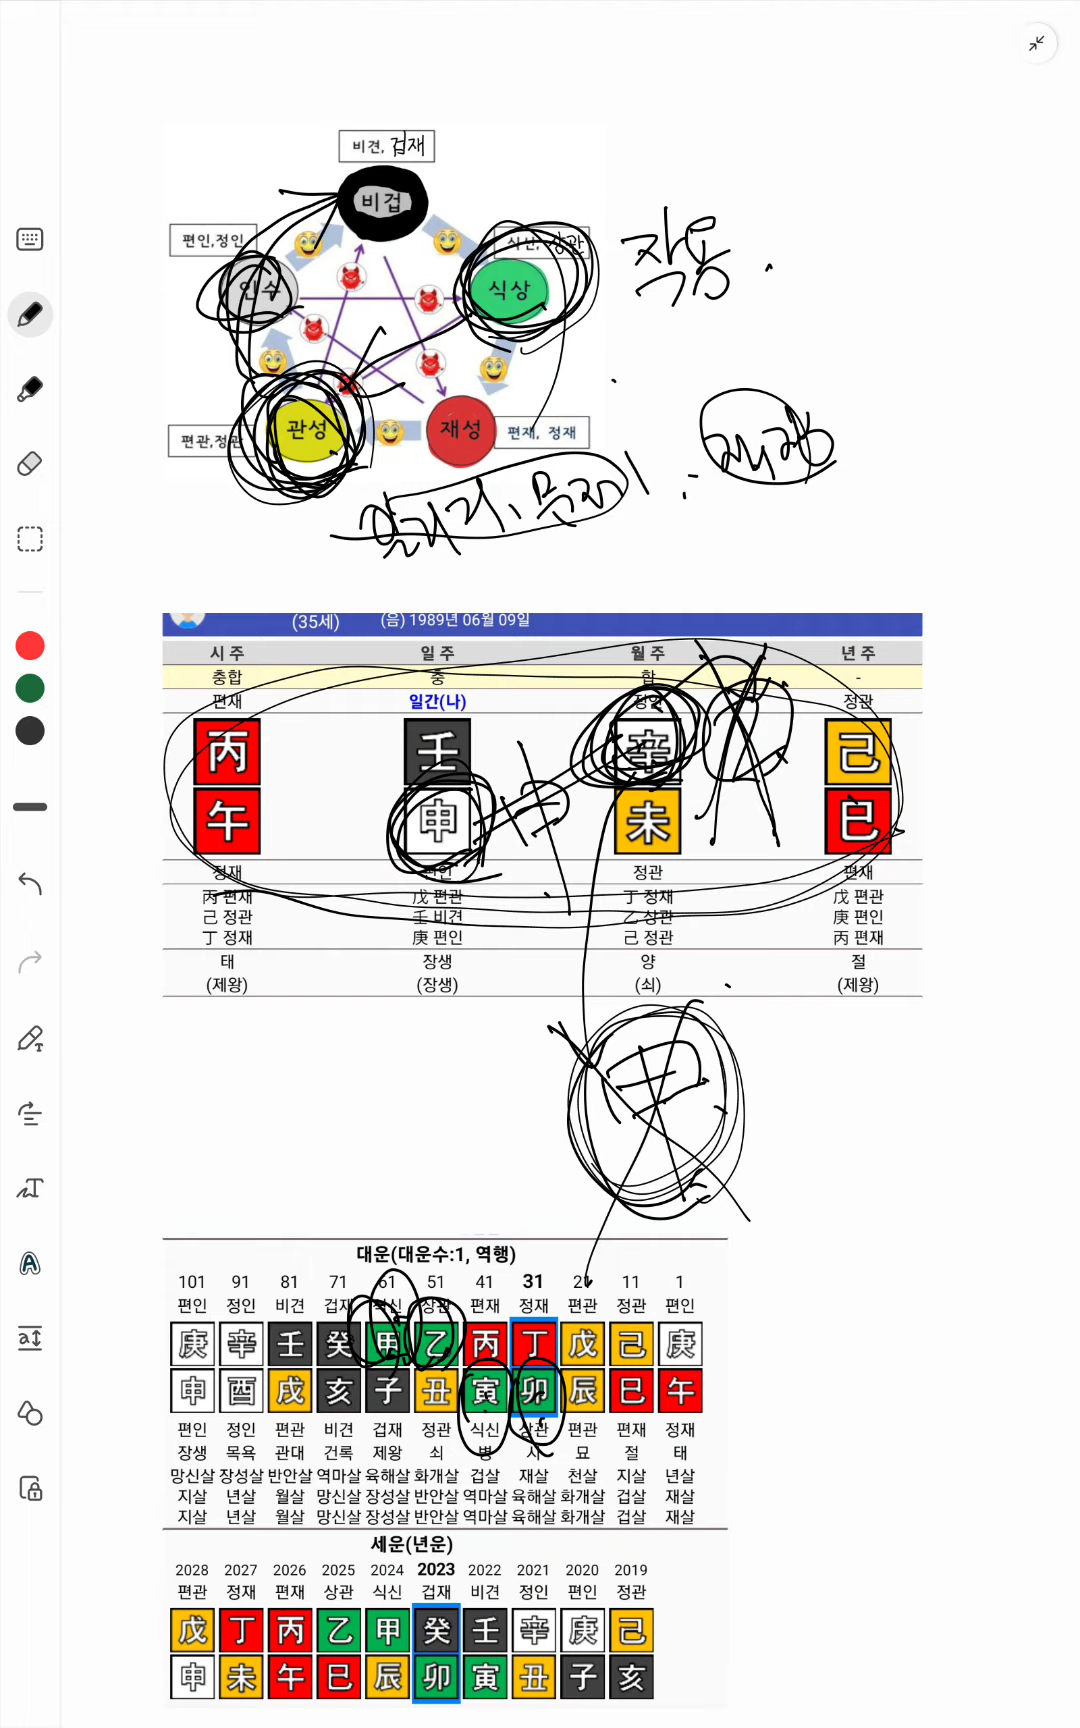 비견, 겁재
비겁
편인,정인
식신, 상관
인수
식상
작용
관성
재성
편관,정관
편재, 정재
(35세) (음) 1989년 06월 09일
시주 일주 월주 년주
충합 충 합 -
편재 일간(나) 정인 정관
丙 壬 辛 己
午 申 未 巳
정재 편인 정관 편재
丙 편재 戊 편관 丁 정재 戊 편관
己 정관 壬 비견 乙 상관 庚 편인
丁 정재 庚 편인 己 정관 丙 편재
태 장생 양 절
(제왕) (장생) (쇠) (제왕)
대운(대운수:1, 역행)
101 91 81 71 61 51 41 31 21 11 1
편인 정인 비견 겁재 식신 상관 편재 정재 편관 정관 편인
庚 辛 壬 癸 甲 乙 丙 丁 戊 己 庚
申 酉 戌 亥 子 丑 寅 卯 辰 巳 午
편인 정인 편관 비견 겁재 정관 식신 상관 편관 편재 정재
장생 목욕 관대 건록 제왕 쇠 병 사 묘 절 태
망신살 장성살 반안살 역마살 육해살 화개살 겁살 재살 천살 지살 년살
지살 년살 월살 망신살 장성살 반안살 역마살 육해살 화개살 겁살 재살
지살 년살 월살 망신살 장성살 반안살 역마살 육해살 화개살 겁살 재살
세운(년운)
2028 2027 2026 2025 2024 2023 2022 2021 2020 2019
편관 정재 편재 상관 식신 겁재 비견 정인 편인 정관
戊 丁 丙 乙 甲 癸 壬 辛 庚 己
申 未 午 巳 辰 卯 寅 丑 子 亥